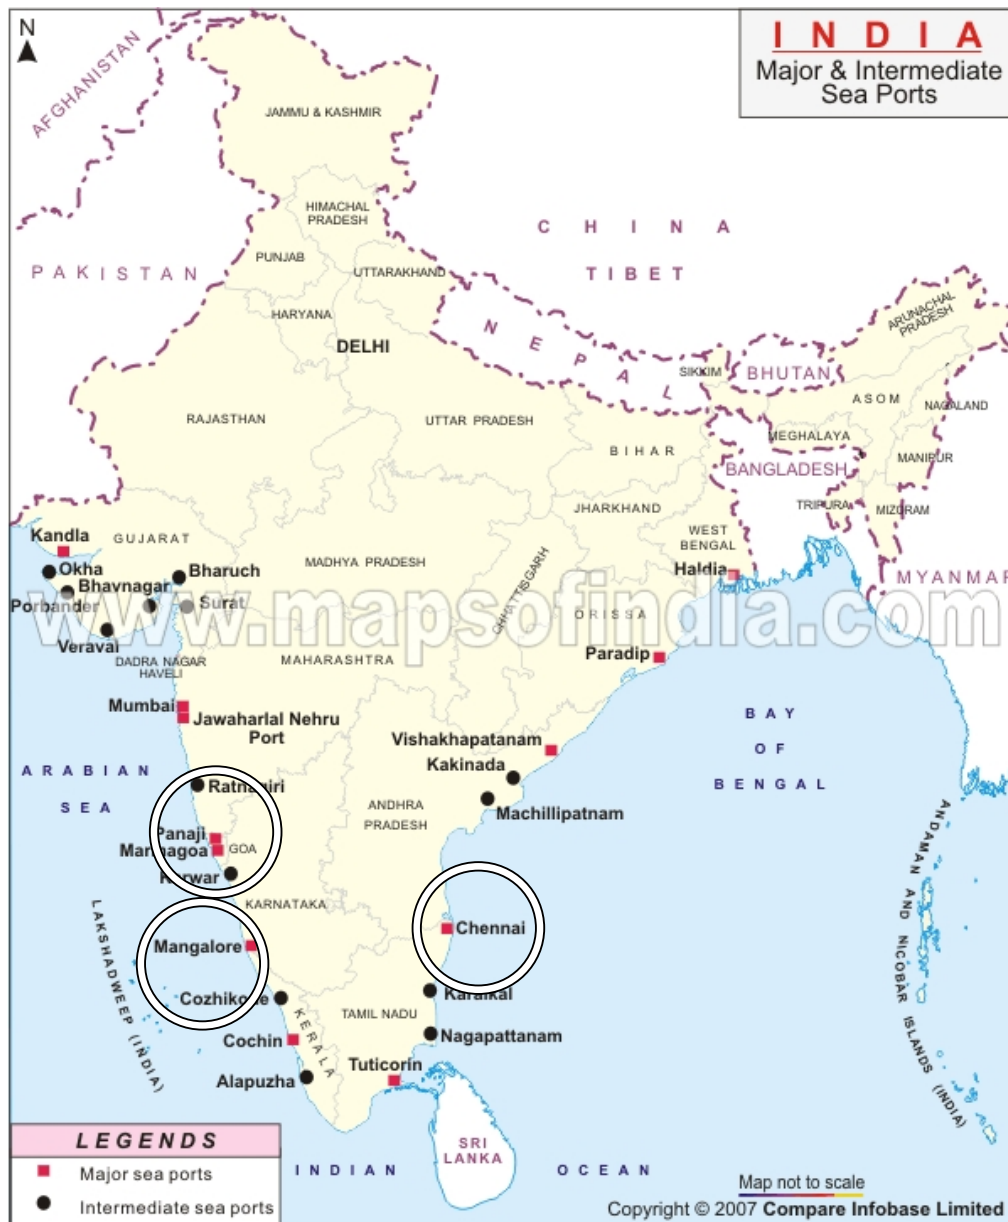 N
I N D I A
Major & Intermediate
Sea Ports
AFGHANISTAN
JAMMU & KASHMIR
HIMACHAL
PRADESH
C H I N A
TIBET
PAKISTAN
PUNJAB
UTTARAKHAND
HARYANA
DELHI
NEPAL
SIKKIM
BHUTAN
ARUNACHAL
PRADESH
ASOM
NAGALAND
RAJASTHAN
UTTAR PRADESH
BIHAR
MEGHALAYA
MANIPUR
BANGLADESH
TRIPURA
MIZORAM
JHARKHAND
WEST
BENGAL
Kandla
GUJARAT
MADHYA PRADESH
CHHATTISGARH
Haldia
MYANMAR
Okha
Bhavnagar
Bharuch
Porbander
Surat
ORISSA
www.mapsofindia.com
Veraval
DADRA NAGAR
HAVELI
MAHARASHTRA
Paradip
Mumbai
Jawaharlal Nehru
Port
Vishakhapatanam
Kakinada
Machillipatnam
BAY
OF
BENGAL
ARABIAN
SEA
Ratnagiri
ANDHRA
PRADESH
Panaji
Marmagoa
GOA
Karwar
KARNATAKA
Chennai
Mangalore
LAKSHADWEEP (INDIA)
ANDAMAN AND NICOBAR ISLANDS (INDIA)
Cozhikode
Karaikal
KERALA
TAMIL NADU
Cochin
Nagapattanam
Alapuzha
Tuticorin
SRI
LANKA
INDIAN OCEAN
LEGENDS
Major sea ports
Intermediate sea ports
Map not to scale
Copyright © 2007 Compare Infobase Limited